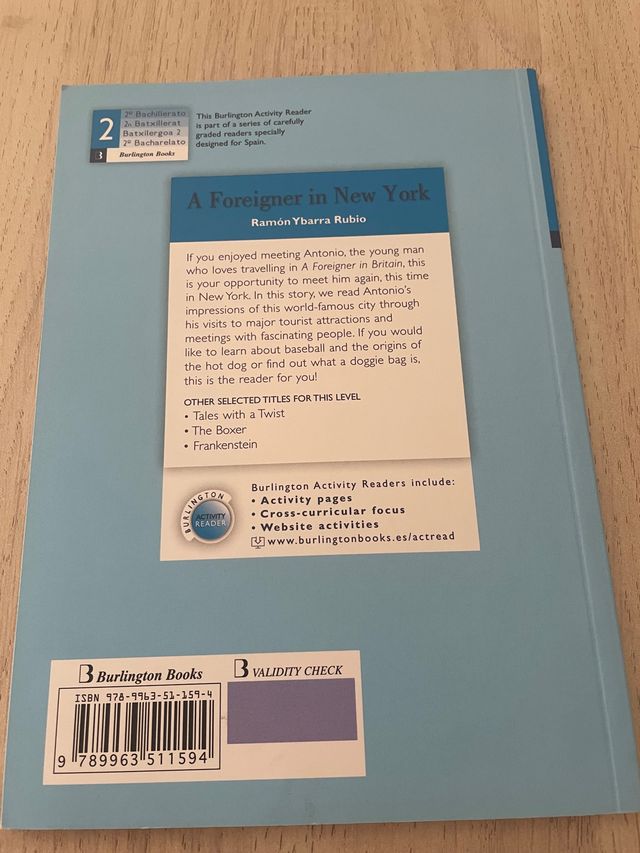 2
2º Bachillerato
2n Batxillerat
Batxilergoa 2
2º Bacharelato
B Burlington Books
This Burlington Activity Reader
is part of a series of carefully
graded readers specially
designed for Spain.
A Foreigner in New York
Ramón Ybarra Rubio
If you enjoyed meeting Antonio, the young man
who loves travelling in A Foreigner in Britain, this
is your opportunity to meet him again, this time
in New York. In this story, we read Antonio's
impressions of this world-famous city through
his visits to major tourist attractions and
meetings with fascinating people. If you would
like to learn about baseball and the origins of
the hot dog or find out what a doggie bag is,
this is the reader for you!
OTHER SELECTED TITLES FOR THIS LEVEL
• Tales with a Twist
• The Boxer
• Frankenstein
BURLINGTON
ACTIVITY
READER
Burlington Activity Readers include:
• Activity pages
• Cross-curricular focus
• Website activities
www.burlingtonbooks.es/actread
B Burlington Books
B VALIDITY CHECK
ISBN 978-9963-51-159-4
9 789963 511594